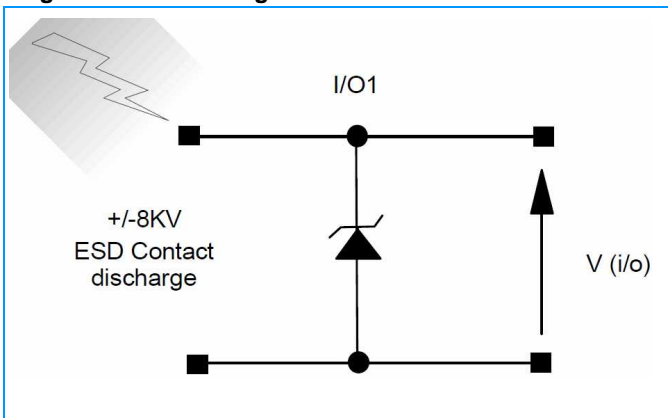 I/O1
+/-8KV
ESD Contact
discharge
V (i/o)